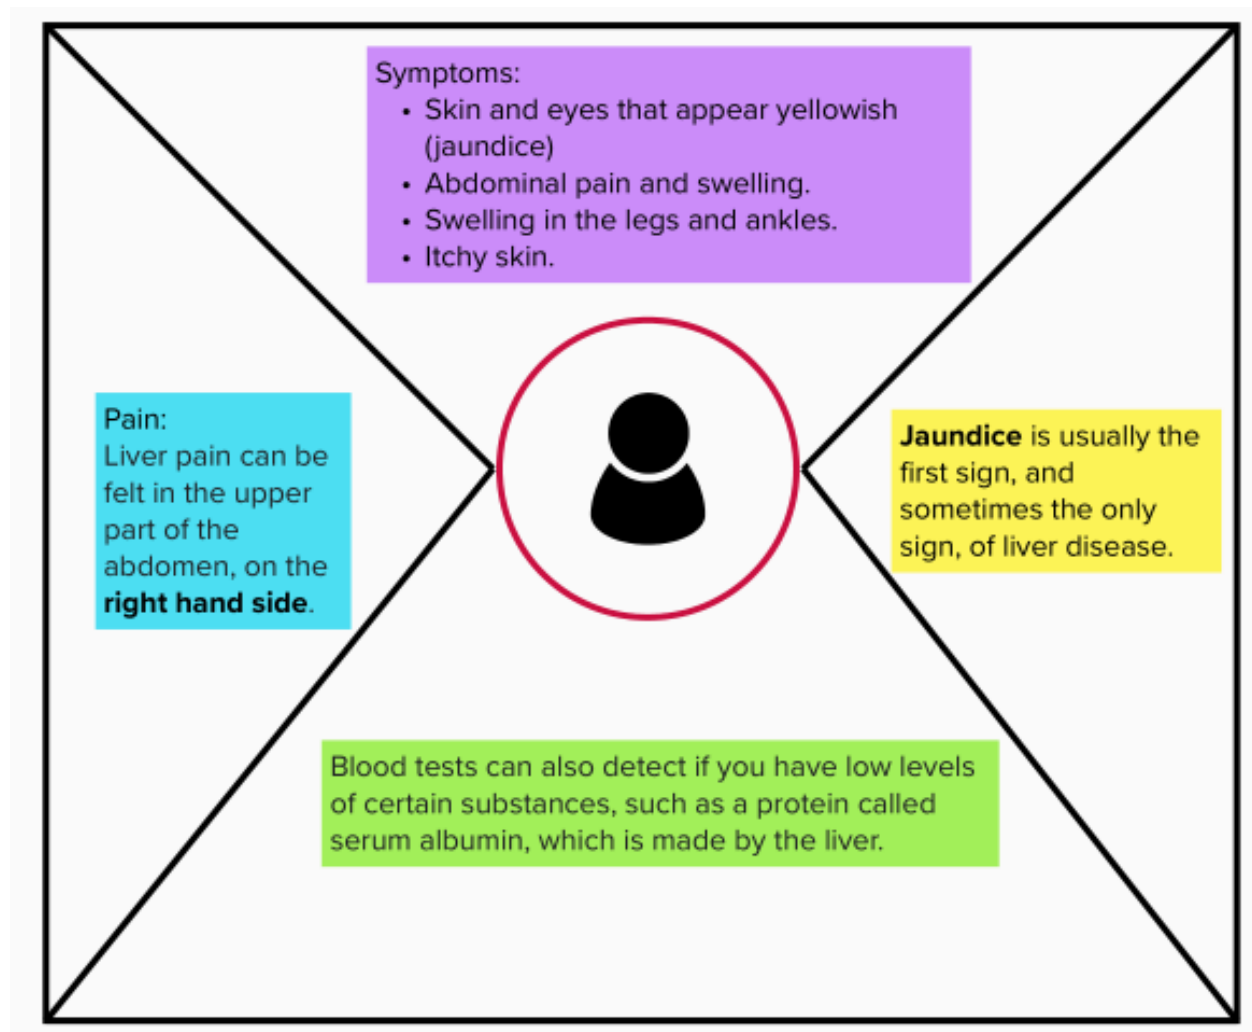 Symptoms:
• Skin and eyes that appear yellowish
(jaundice)
• Abdominal pain and swelling.
• Swelling in the legs and ankles.
• Itchy skin.
Pain:
Liver pain can be
felt in the upper
part of the
abdomen, on the
right hand side.
Jaundice is usually the
first sign, and
sometimes the only
sign, of liver disease.
Blood tests can also detect if you have low levels
of certain substances, such as a protein called
serum albumin, which is made by the liver.